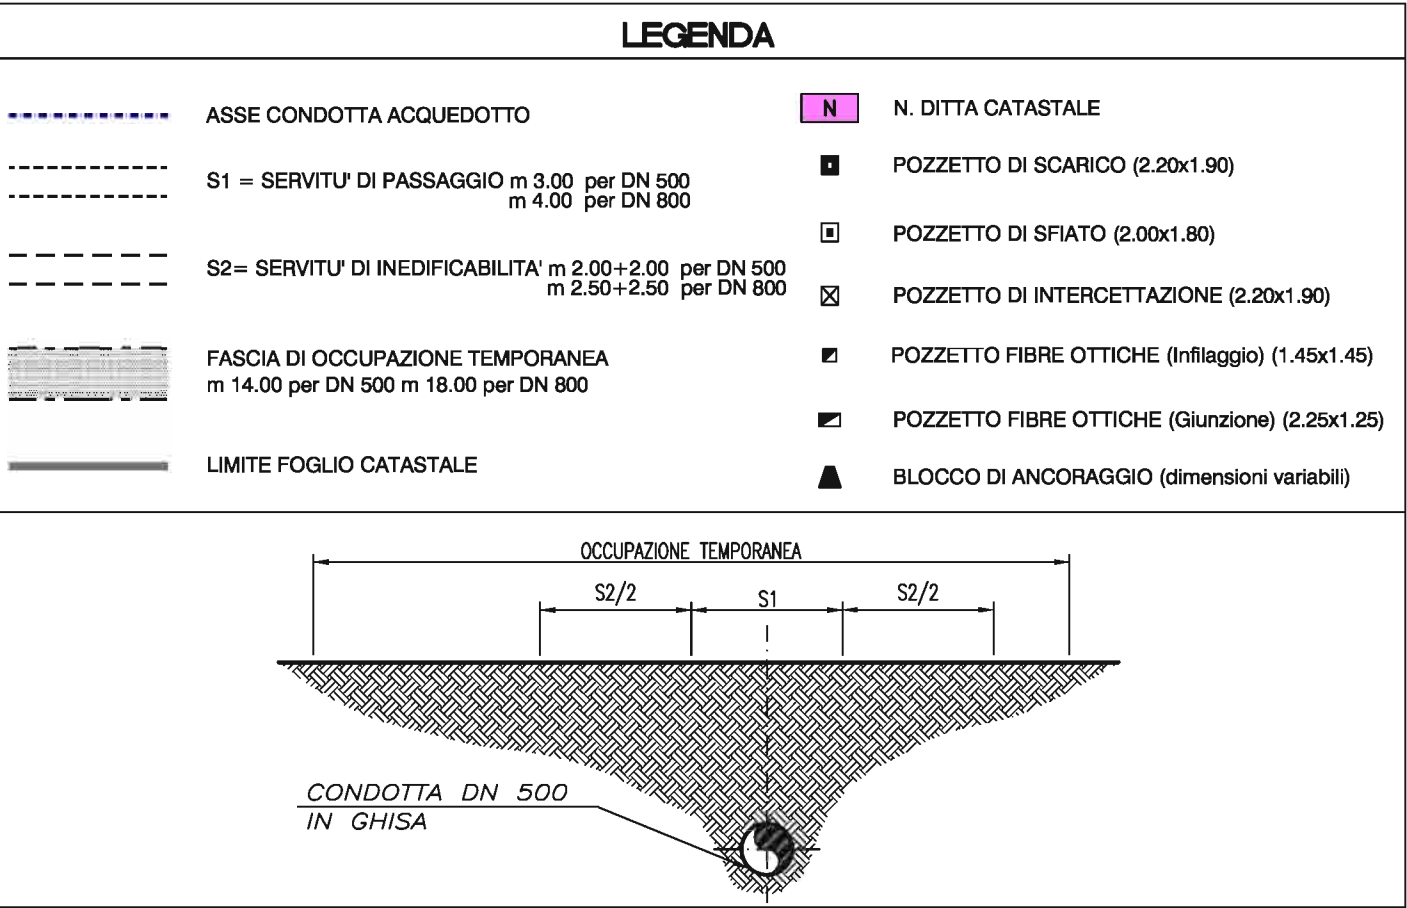 LEGENDA
ASSE CONDOTTA ACQUEDOTTO
S1 = SERVITU' DI PASSAGGIO m 3.00 per DN 500
m 4.00 per DN 800
S2= SERVITU' DI INEDIFICABILITA' m 2.00+2.00 per DN 500
m 2.50+2.50 per DN 800
FASCIA DI OCCUPAZIONE TEMPORANEA
m 14.00 per DN 500 m 18.00 per DN 800
LIMITE FOGLIO CATASTALE
N N. DITTA CATASTALE
POZZETTO DI SCARICO (2.20x1.90)
POZZETTO DI SFIATO (2.00x1.80)
POZZETTO DI INTERCETTAZIONE (2.20x1.90)
POZZETTO FIBRE OTTICHE (Infilaggio) (1.45x1.45)
POZZETTO FIBRE OTTICHE (Giunzione) (2.25x1.25)
BLOCCO DI ANCORAGGIO (dimensioni variabili)
OCCUPAZIONE TEMPORANEA
S2/2 S1 S2/2
CONDOTTA DN 500
IN GHISA